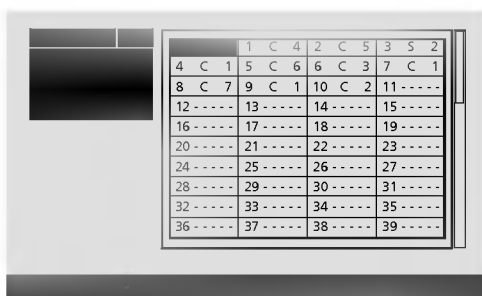 1 C 4 2 C 5 3 S 2
4 C 1 5 C 6 6 C 3 7 C 1
8 C 7 9 C 1 10 C 2 11 - - - - -
12 - - - - - 13 - - - - - 14 - - - - - 15 - - - - -
16 - - - - - 17 - - - - - 18 - - - - - 19 - - - - -
20 - - - - - 21 - - - - - 22 - - - - - 23 - - - - -
24 - - - - - 25 - - - - - 26 - - - - - 27 - - - - -
28 - - - - - 29 - - - - - 30 - - - - - 31 - - - - -
32 - - - - - 33 - - - - - 34 - - - - - 35 - - - - -
36 - - - - - 37 - - - - - 38 - - - - - 39 - - - - -